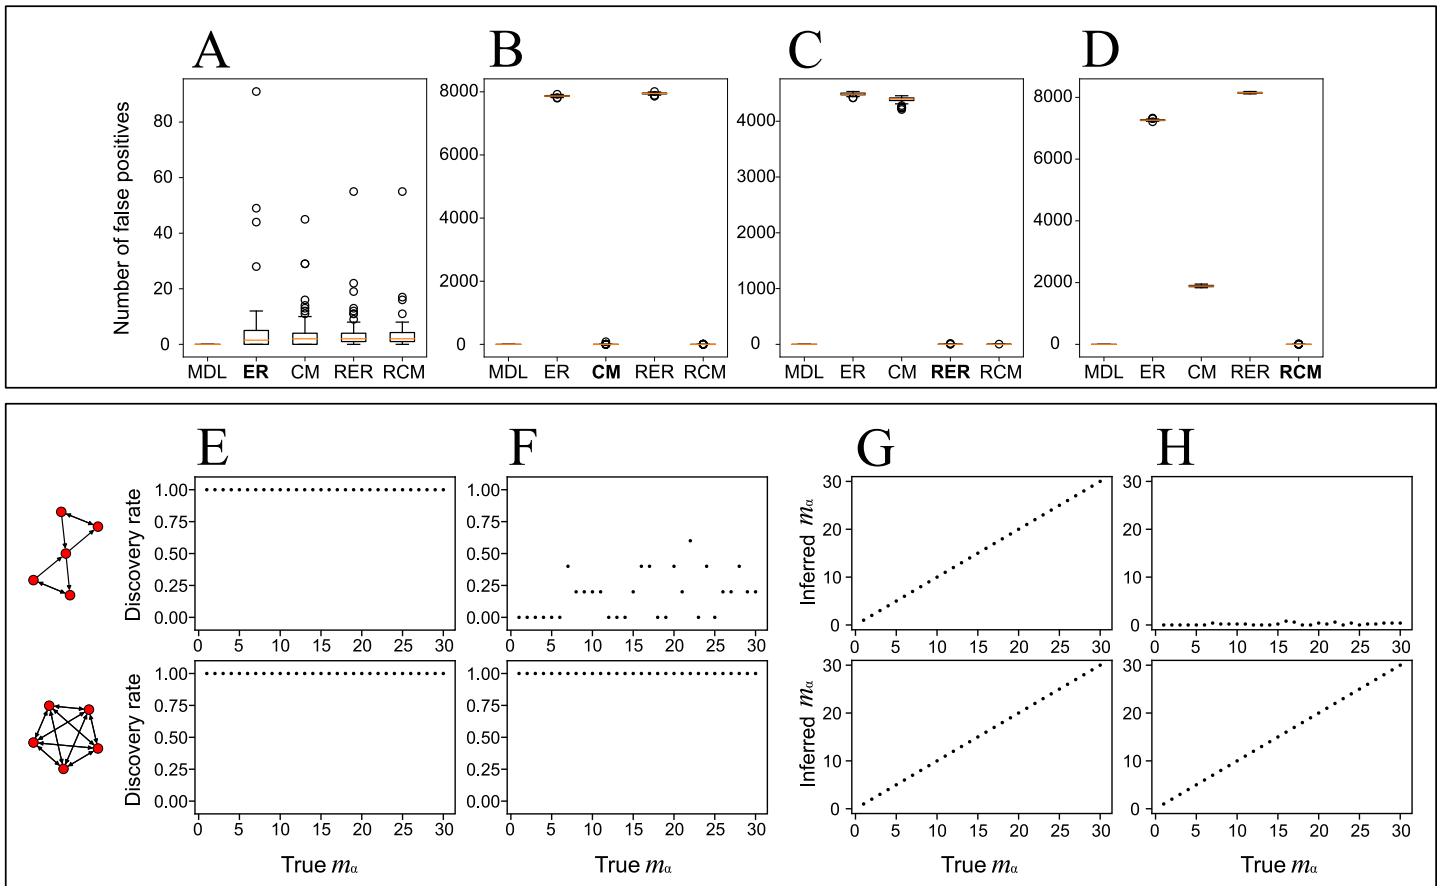 A B C D
Number of false positives
80
60
40
20
0
MDL ER CM RER RCM
8000
6000
4000
2000
0
MDL ER CM RER RCM
4000
3000
2000
1000
0
MDL ER CM RER RCM
8000
6000
4000
2000
0
MDL ER CM RER RCM
E F G H
Discovery rate
1.00
0.75
0.50
0.25
0.00
0 5 10 15 20 25 30
1.00
0.75
0.50
0.25
0.00
0 5 10 15 20 25 30
Inferred mα
30
20
10
0
0 5 10 15 20 25 30
30
20
10
0
0 5 10 15 20 25 30
Discovery rate
1.00
0.75
0.50
0.25
0.00
0 5 10 15 20 25 30
True mα
1.00
0.75
0.50
0.25
0.00
0 5 10 15 20 25 30
True mα
Inferred mα
30
20
10
0
0 5 10 15 20 25 30
True mα
30
20
10
0
0 5 10 15 20 25 30
True mα